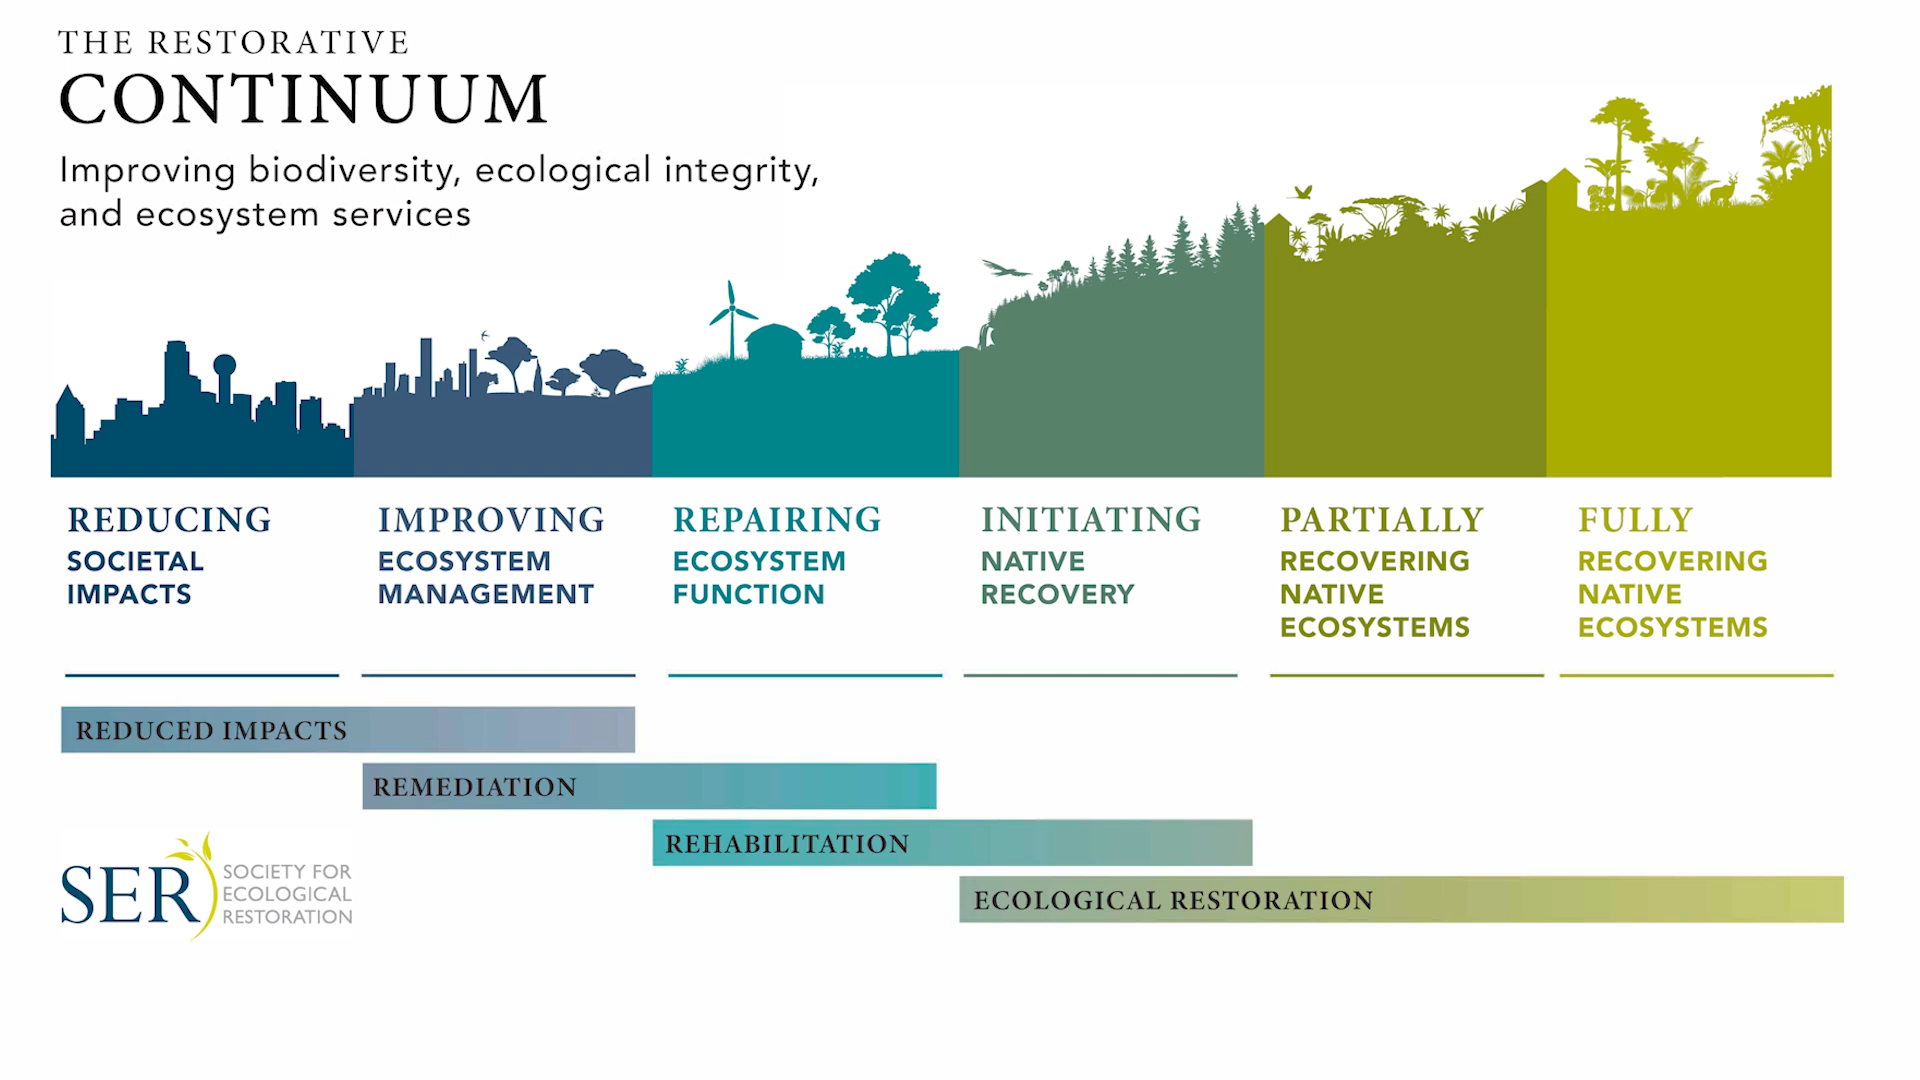 THE RESTORATIVE
CONTINUUM
Improving biodiversity, ecological integrity,
and ecosystem services
REDUCING
SOCIETAL
IMPACTS
IMPROVING
ECOSYSTEM
MANAGEMENT
REPAIRING
ECOSYSTEM
FUNCTION
INITIATING
NATIVE
RECOVERY
PARTIALLY
RECOVERING
NATIVE
ECOSYSTEMS
FULLY
RECOVERING
NATIVE
ECOSYSTEMS
REDUCED IMPACTS
REMEDIATION
REHABILITATION
ECOLOGICAL RESTORATION
SER
SOCIETY FOR
ECOLOGICAL
RESTORATION